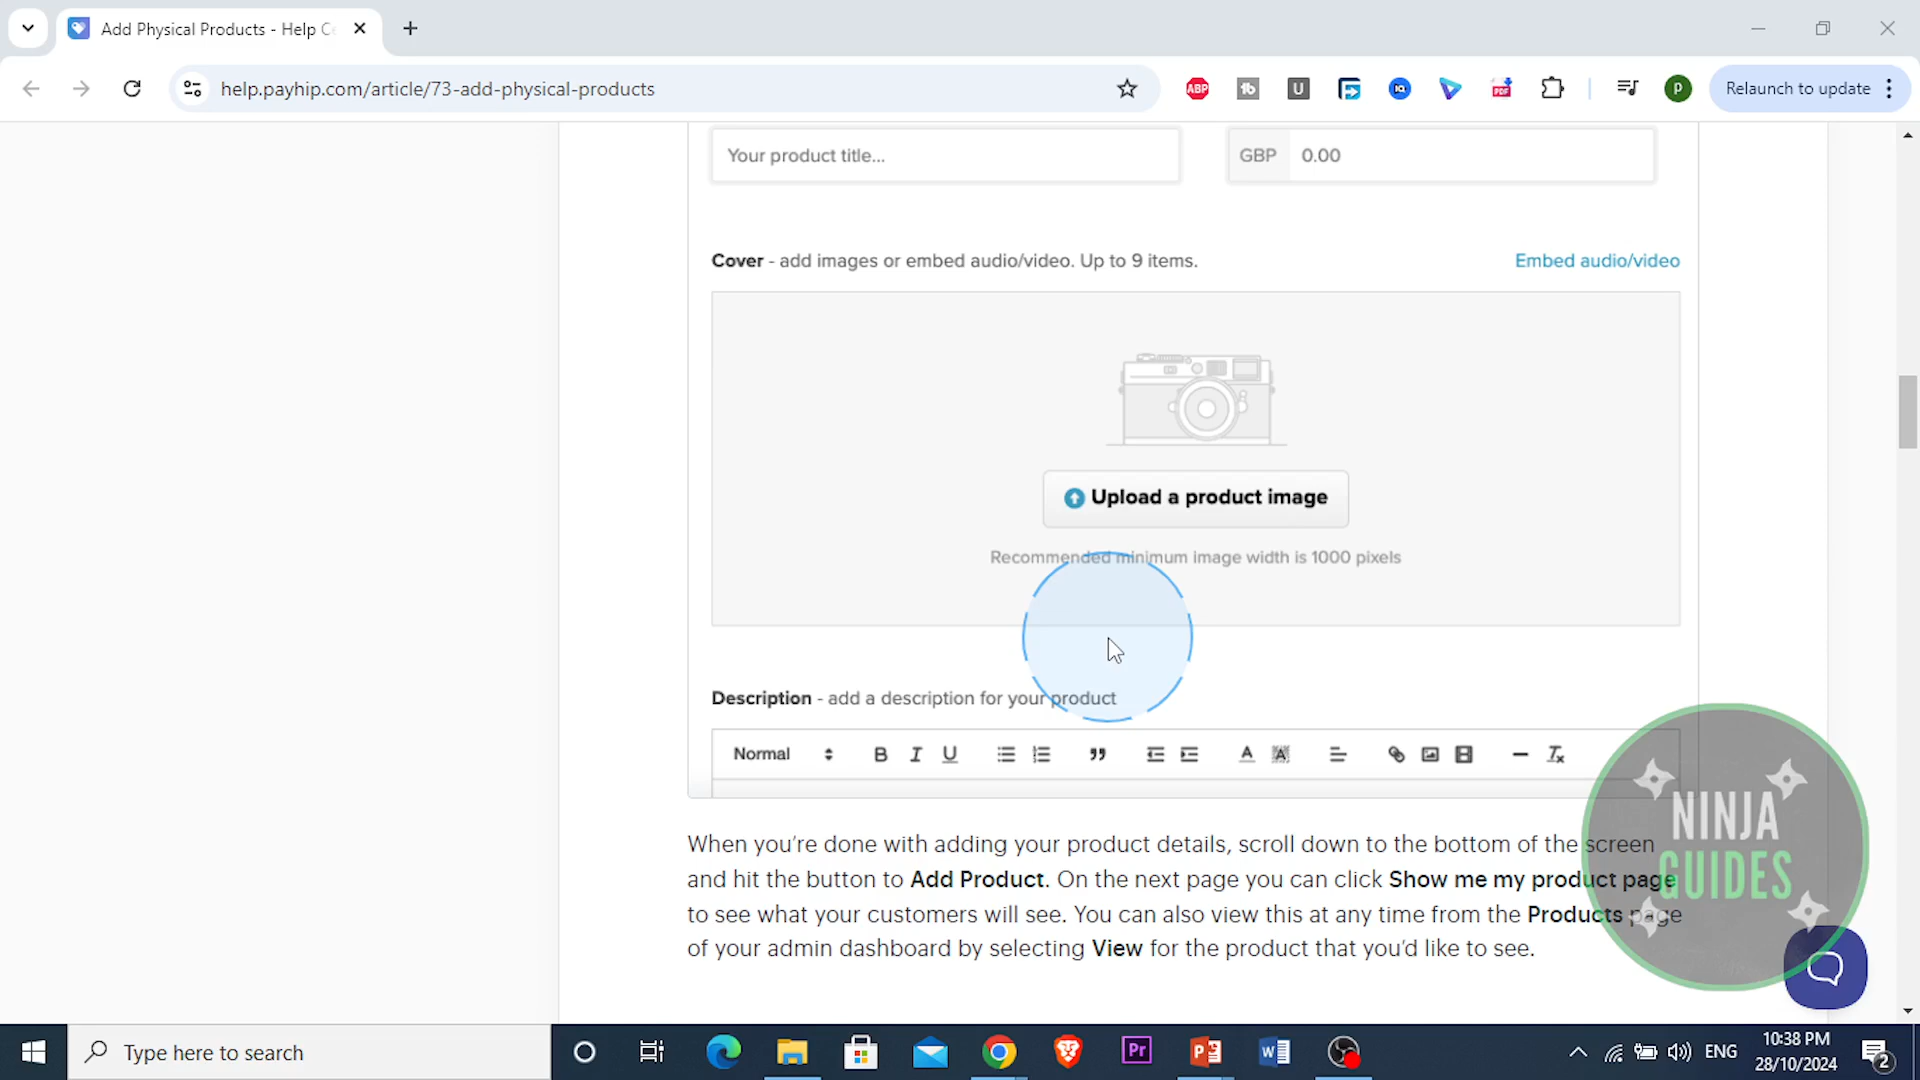 Add Physical Products - Help C
help.payhip.com/article/73-add-physical-products
ABP
U
IQ
PDF
p
Relaunch to update
Your product title...
GBP 0.00
Cover - add images or embed audio/video. Up to 9 items.
Embed audio/video
Upload a product image
Recommended minimum image width is 1000 pixels
Description - add a description for your product
Normal
B I U
A A
When you're done with adding your product details, scroll down to the bottom of the screen
and hit the button to Add Product. On the next page you can click Show me my product page
to see what your customers will see. You can also view this at any time from the Products page
of your admin dashboard by selecting View for the product that you'd like to see.
NINJA
GUIDES
Type here to search
Pr
ENG
10:38 PM
28/10/2024
2